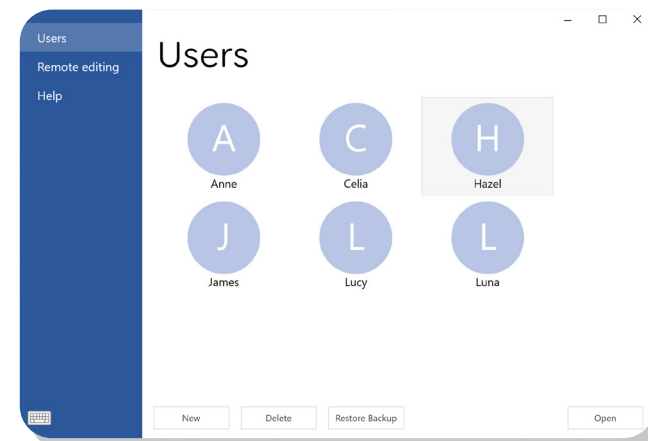 Users
Remote editing
Help
Users
A C H
Anne Celia Hazel
J L L
James Lucy Luna
New Delete Restore Backup Open